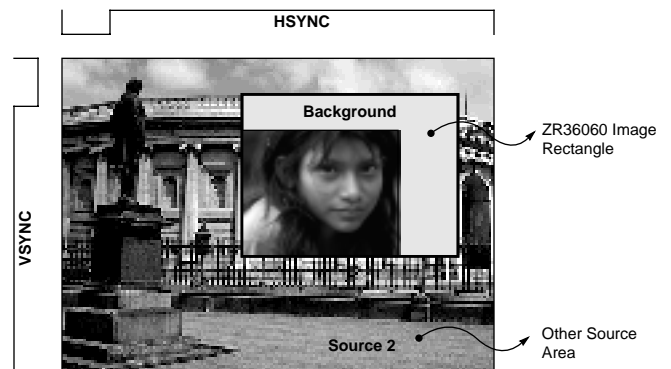 HSYNC
Background
ZR36060 Image
Rectangle
VSYNC
Source 2
Other Source
Area